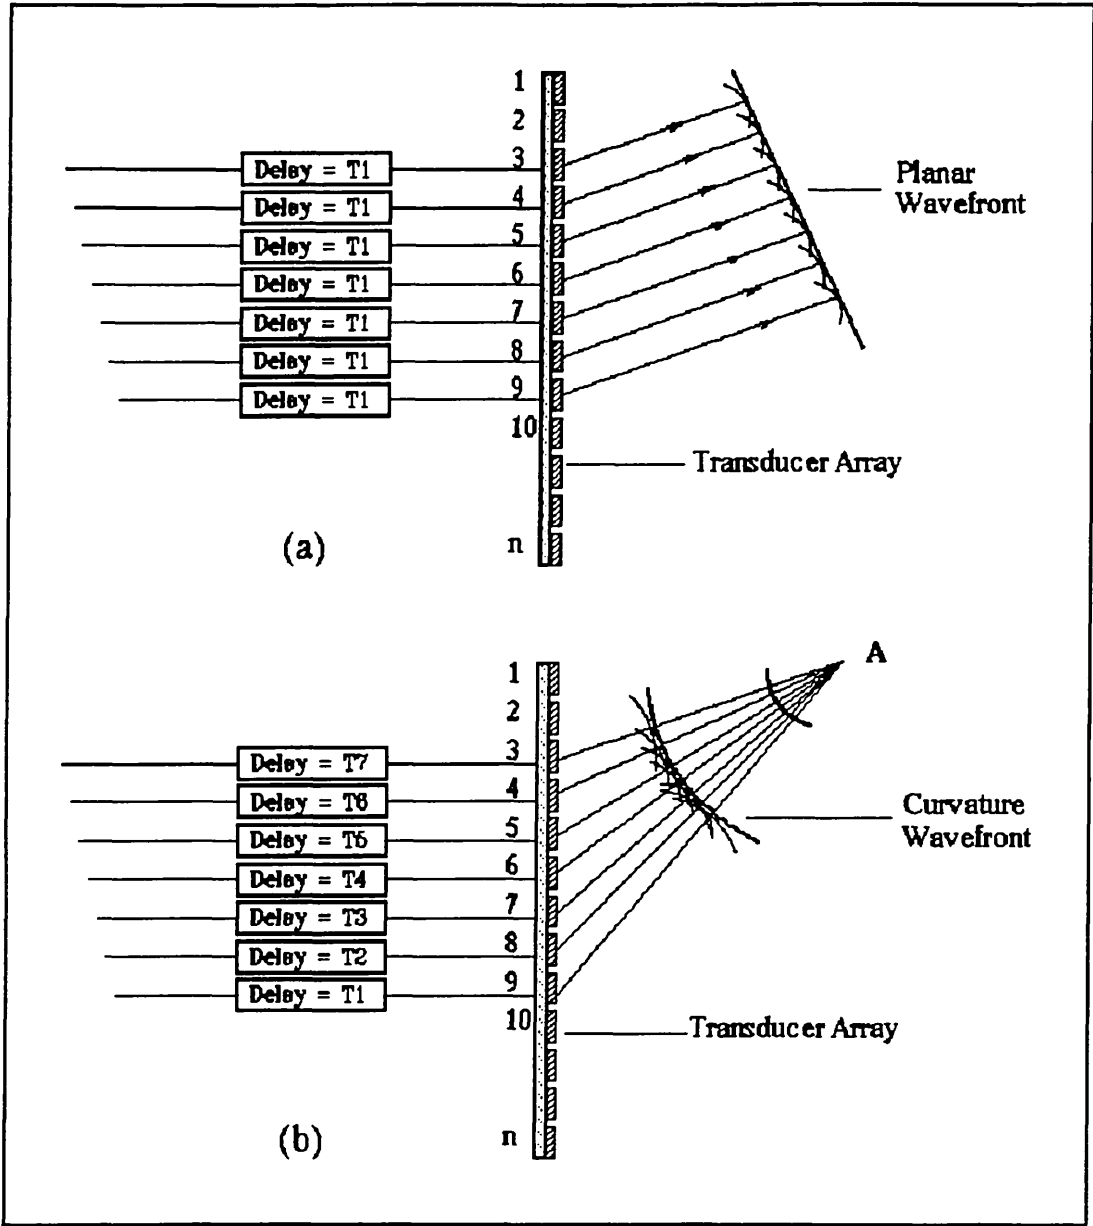 1
2
3
Delay = T1
4
Delay = T1
5
Delay = T1
6
Delay = T1
7
Delay = T1
8
Delay = T1
9
Delay = T1
10
n
Planar
Wavefront
Transducer Array
(a)
1
2
3
Delay = T7
4
Delay = T6
5
Delay = T5
6
Delay = T4
7
Delay = T3
8
Delay = T2
9
Delay = T1
10
n
A
Curvature
Wavefront
Transducer Array
(b)